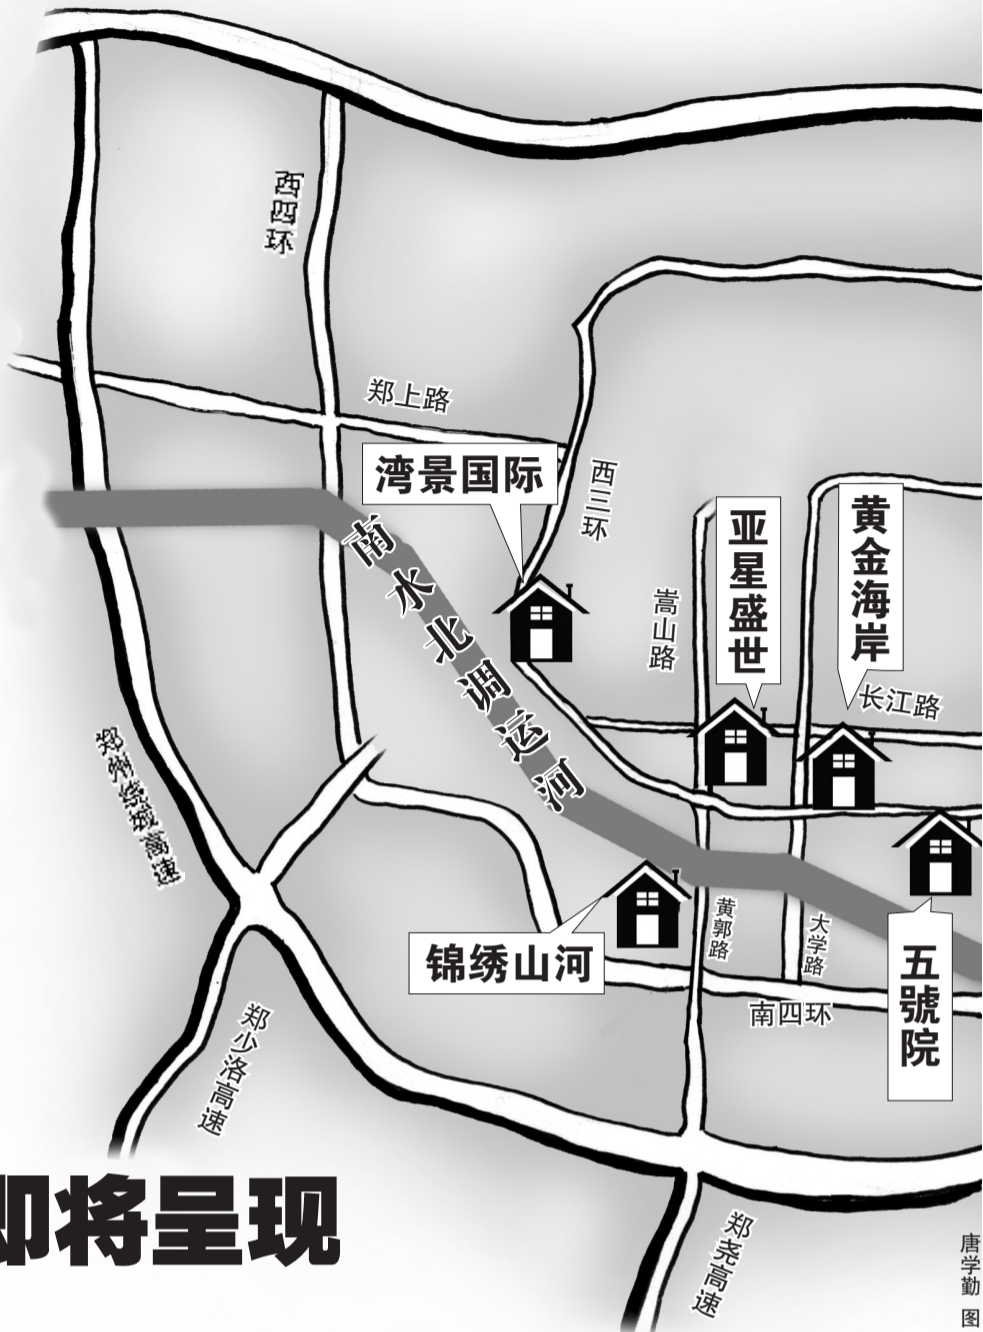 西四环
郑上路
湾景国际
西三环
亚星盛世
黄金海岸
南水北调运河
嵩山路
长江路
郑州绕城高速
锦绣山河
黄郭路
大学路
五號院
南四环
郑少洛高速
即将呈现
郑尧高速
唐学勤 图